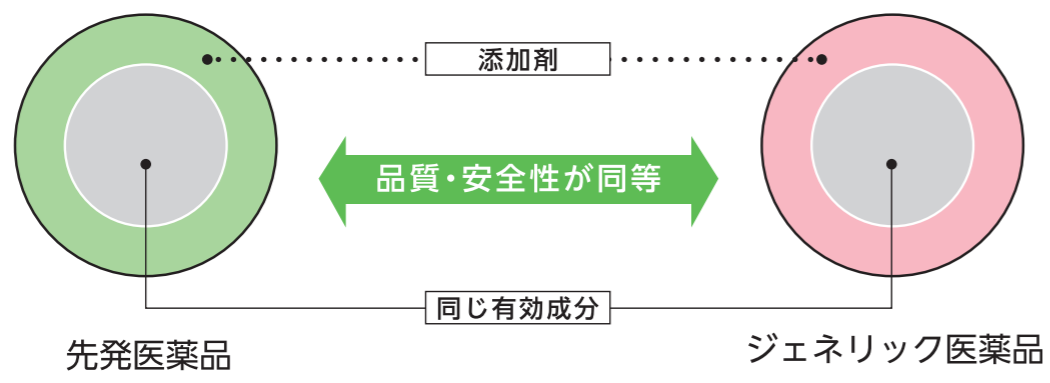 添加剤
品質・安全性が同等
同じ有効成分
先発医薬品
ジェネリック医薬品